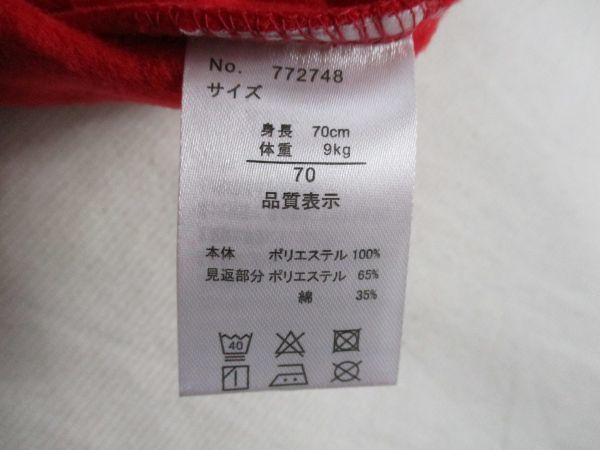 No. 772748
サイズ
身長 70cm
体重 9kg
70
品質表示
本体 ポリエステル 100%
見返部分 ポリエステル 65%
綿 35%
40